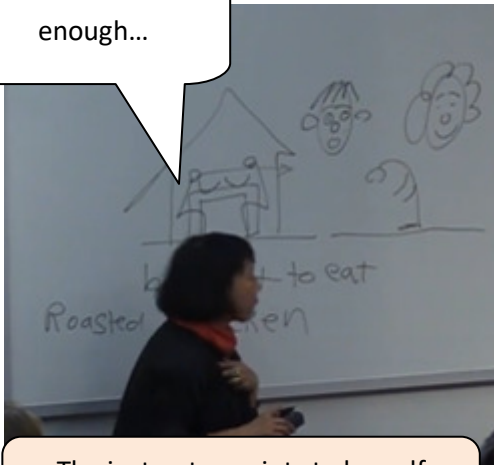 enough…
to eat
Roasted
The instructor points to herself